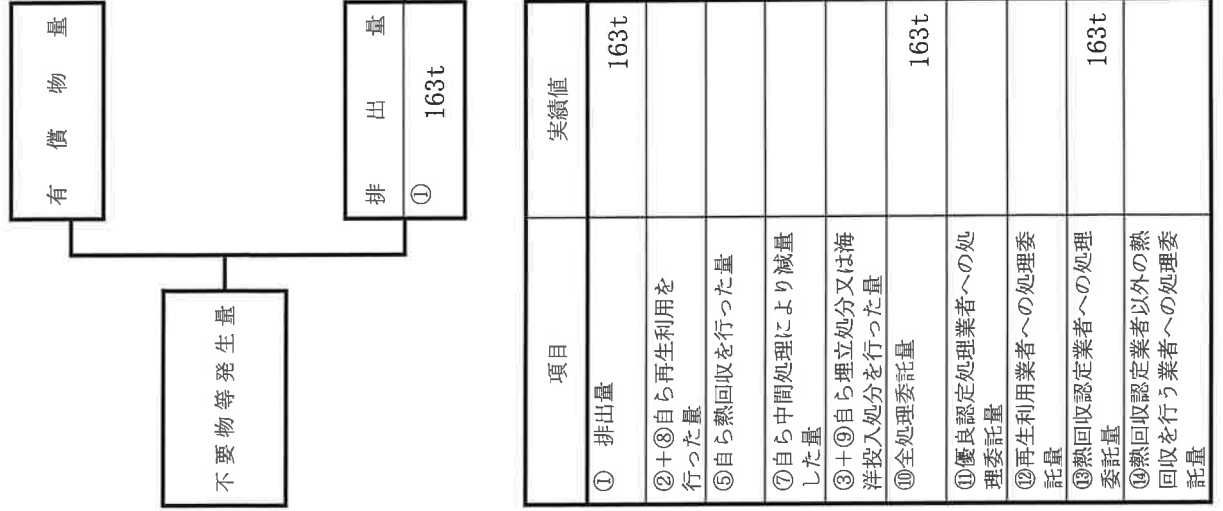 不要物等発生量
有償物量
排出量
①
163t
項目
実績値
① 排出量
163t
②+⑧自ら再生利用を
行った量
⑤自ら熱回収を行った量
⑦自ら中間処理により減量
した量
③+⑨自ら埋立処分又は海
洋投入処分を行った量
⑩全処理委託量
163t
⑪優良認定処理業者への処
理委託量
⑫再生利用業者への処理委
託量
⑬熱回収認定業者への処理
委託量
163t
⑭熱回収認定業者以外の熱
回収を行う業者への処理委
託量